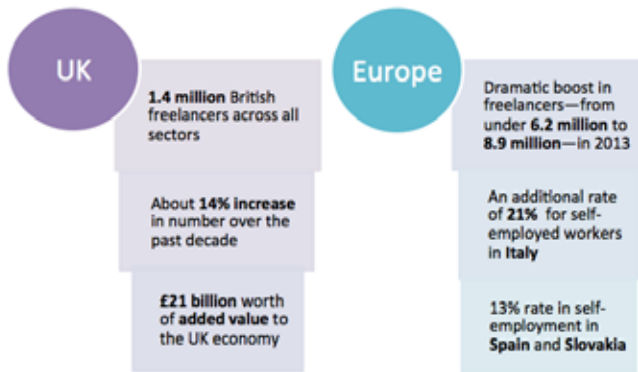 UK
1.4 million British
freelancers across all
sectors
About 14% increase
in number over the
past decade
£21 billion worth
of added value to
the UK economy
Europe
Dramatic boost in
freelancers—from
under 6.2 million to
8.9 million—in 2013
An additional rate
of 21% for self-
employed workers
in Italy
13% rate in self-
employment in
Spain and Slovakia